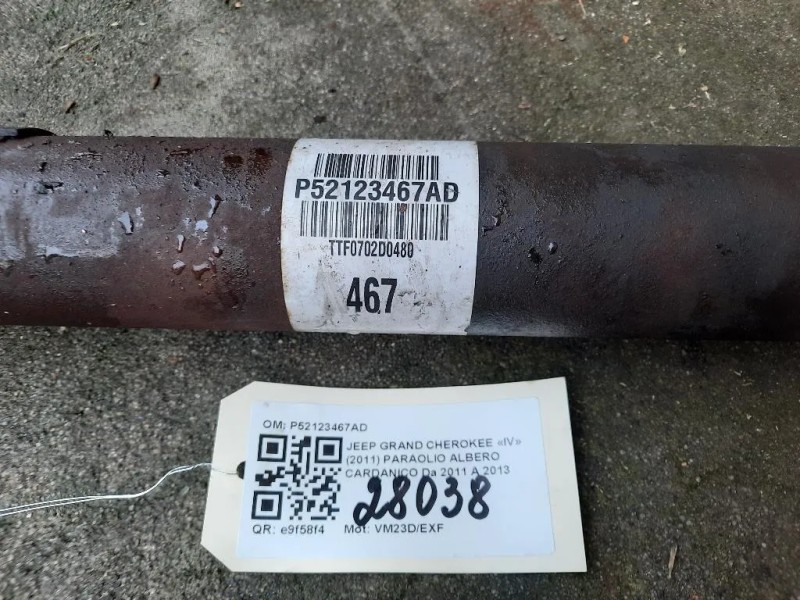 P52123467AD
TTF0702D0480
467
OM: P52123467AD
JEEP GRAND CHEROKEE «IV»
(2011) PARAOLIO ALBERO
CARDANICO Da 2011 A 2013
28038
QR: e9f58f4 Mot: VM23D/EXF